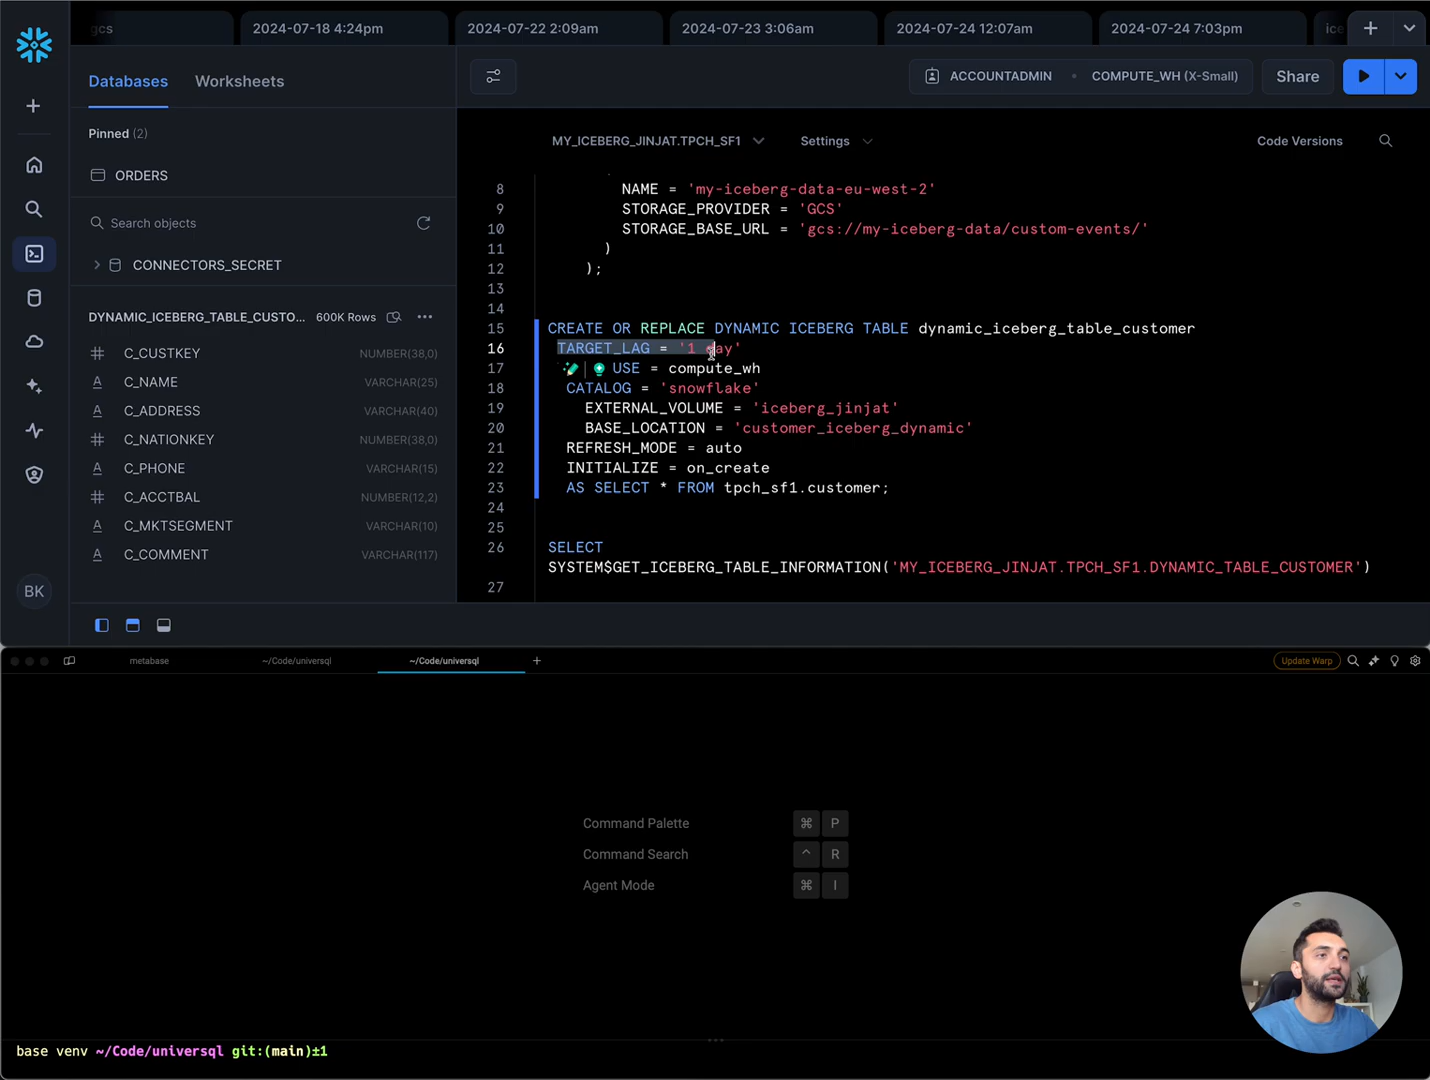 gcs
2024-07-18 4:24pm
2024-07-22 2:09am
2024-07-23 3:06am
2024-07-24 12:07am
2024-07-24 7:03pm
ice
Databases
Worksheets
ACCOUNTADMIN
COMPUTE_WH (X-Small)
Share
Pinned (2)
ORDERS
Search objects
CONNECTORS_SECRET
DYNAMIC_ICEBERG_TABLE_CUSTO... 600K Rows
C_CUSTKEY NUMBER(38,0)
C_NAME VARCHAR(25)
C_ADDRESS VARCHAR(40)
C_NATIONKEY NUMBER(38,0)
C_PHONE VARCHAR(15)
C_ACCTBAL NUMBER(12,2)
C_MKTSEGMENT VARCHAR(10)
C_COMMENT VARCHAR(117)
BK
MY_ICEBERG_JINJAT.TPCH_SF1
Settings
Code Versions
8 NAME = 'my-iceberg-data-eu-west-2'
9 STORAGE_PROVIDER = 'GCS'
10 STORAGE_BASE_URL = 'gcs://my-iceberg-data/custom-events/'
11 )
12 );
13
14
15 CREATE OR REPLACE DYNAMIC ICEBERG TABLE dynamic_iceberg_table_customer
16 TARGET_LAG = '1 day'
17 USE = compute_wh
18 CATALOG = 'snowflake'
19 EXTERNAL_VOLUME = 'iceberg_jinjat'
20 BASE_LOCATION = 'customer_iceberg_dynamic'
21 REFRESH_MODE = auto
22 INITIALIZE = on_create
23 AS SELECT * FROM tpch_sf1.customer;
24
25
26 SELECT
SYSTEM$GET_ICEBERG_TABLE_INFORMATION('MY_ICEBERG_JINJAT.TPCH_SF1.DYNAMIC_TABLE_CUSTOMER')
27
metabase
~/Code/universql
~/Code/universql
Update Warp
Command Palette ⌘ P
Command Search ^ R
Agent Mode ⌘ I
base venv ~/Code/universql git:(main)±1